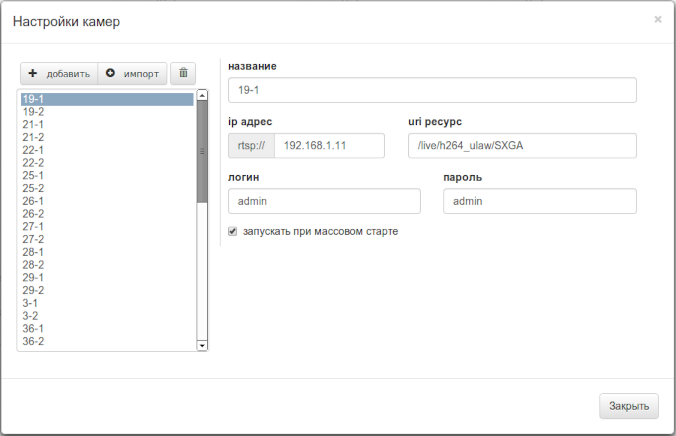 Настройки камер ×
добавить импорт
19-1
19-2
21-1
21-2
22-1
22-2
25-1
25-2
26-1
26-2
27-1
27-2
28-1
28-2
29-1
29-2
3-1
3-2
36-1
36-2
название
19-1
ip адрес uri ресурс
rtsp:// 192.168.1.11 /live/h264_ulaw/SXGA
логин пароль
admin admin
запускать при массовом старте
Закрыть